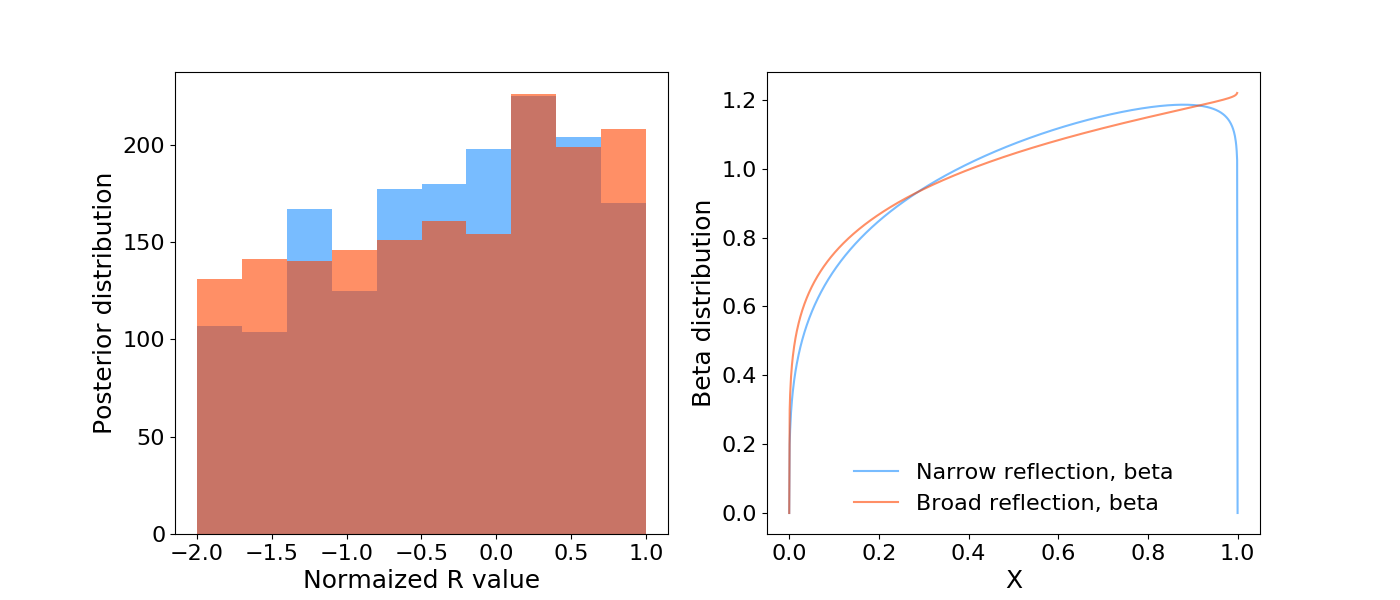 Posterior distribution
200
150
100
50
0
−2.0 −1.5 −1.0 −0.5 0.0 0.5 1.0
Normaized R value
Beta distribution
1.2
1.0
0.8
0.6
0.4
0.2
0.0
Narrow reflection, beta
Broad reflection, beta
0.0 0.2 0.4 0.6 0.8 1.0
X